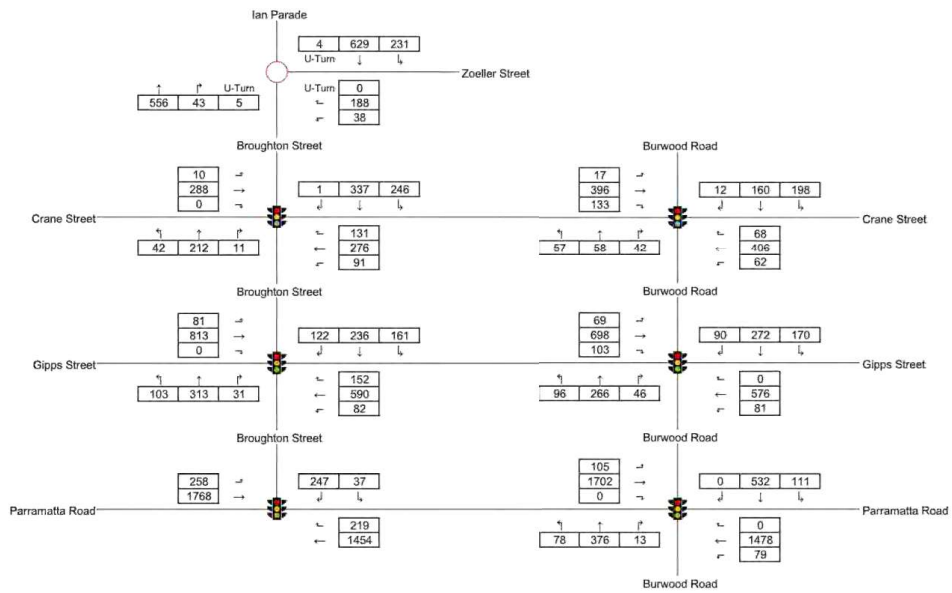 Ian Parade
4 629 231
U-Turn ↓ ↳
Zoeller Street
↑ ↱ U-Turn
556 43 5
U-Turn 0
188
38
Broughton Street Burwood Road
10 17
288 → 1 337 246 396 → 12 160 198
0 133
Crane Street Crane Street
131 68
42 212 11 ← 276 57 58 42 ← 406
91 62
Broughton Street Burwood Road
81 69
813 → 122 236 161 698 → 90 272 170
0 103
Gipps Street Gipps Street
152 0
103 313 31 ← 590 96 266 46 ← 576
82 81
Broughton Street Burwood Road
105
258 247 37 1702 → 0 532 111
1768 → 0
Parramatta Road Parramatta Road
219 0
← 1454 78 376 13 ← 1478
79
Burwood Road